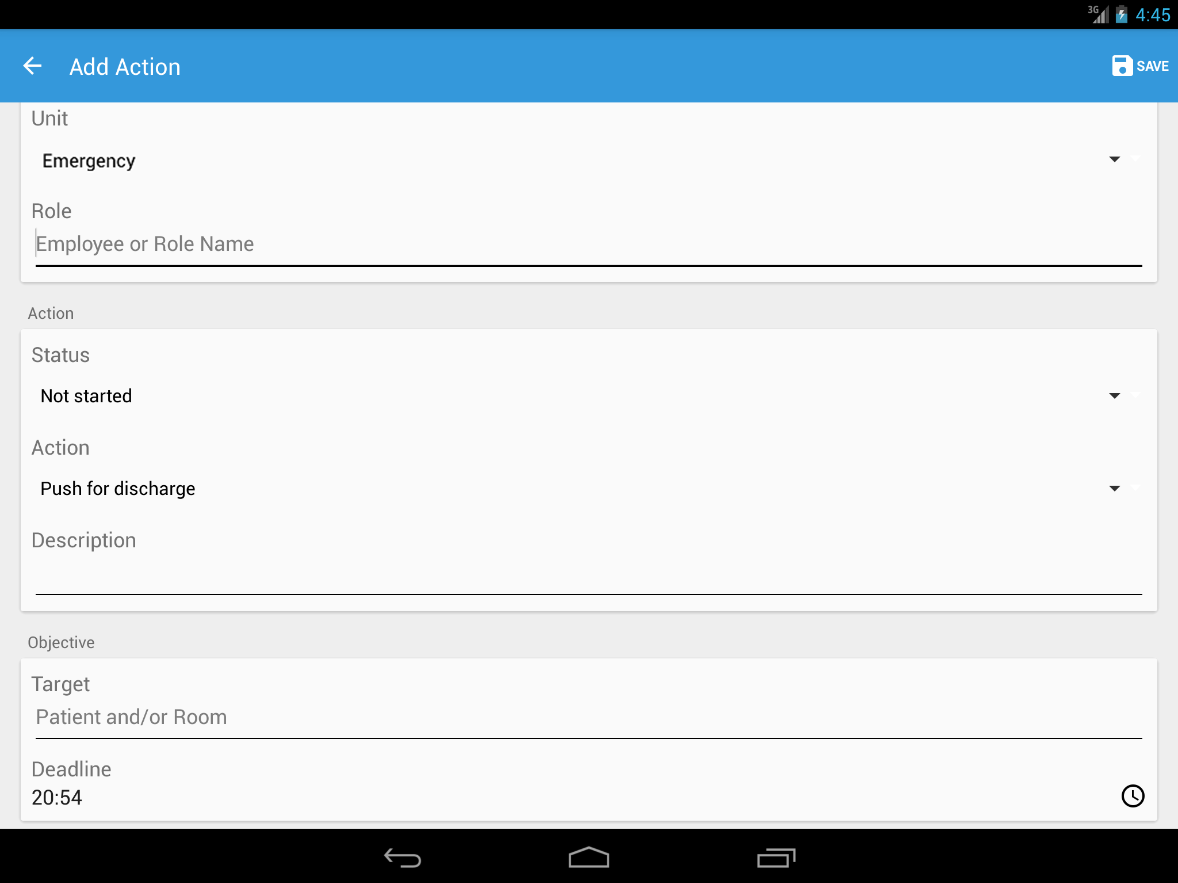 3G
4:45
Add Action
SAVE
Unit
Emergency
Role
Employee or Role Name
Action
Status
Not started
Action
Push for discharge
Description
Objective
Target
Patient and/or Room
Deadline
20:54